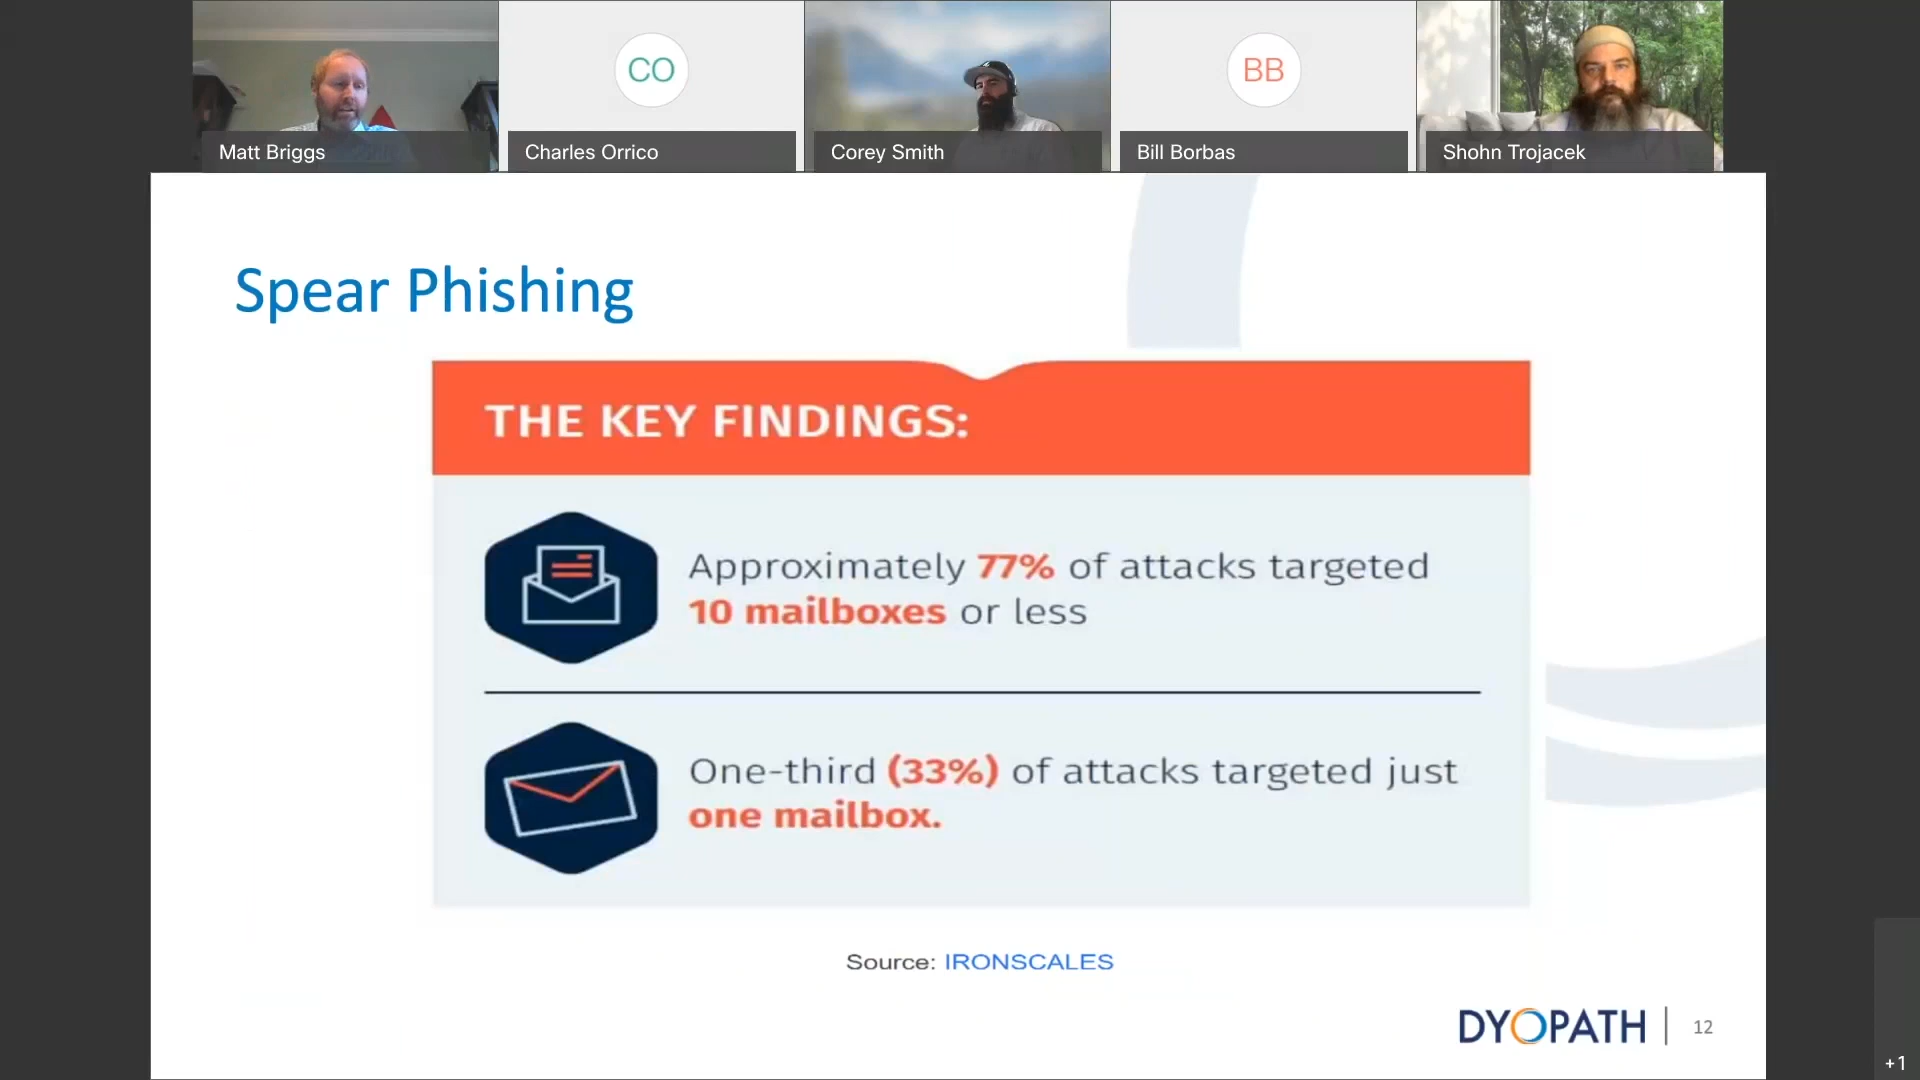 CO
BB
Matt Briggs
Charles Orrico
Corey Smith
Bill Borbas
Shohn Trojacek
Spear Phishing
THE KEY FINDINGS:
Approximately 77% of attacks targeted
10 mailboxes or less
One-third (33%) of attacks targeted just
one mailbox.
Source: IRONSCALES
DYOPATH
12
+1